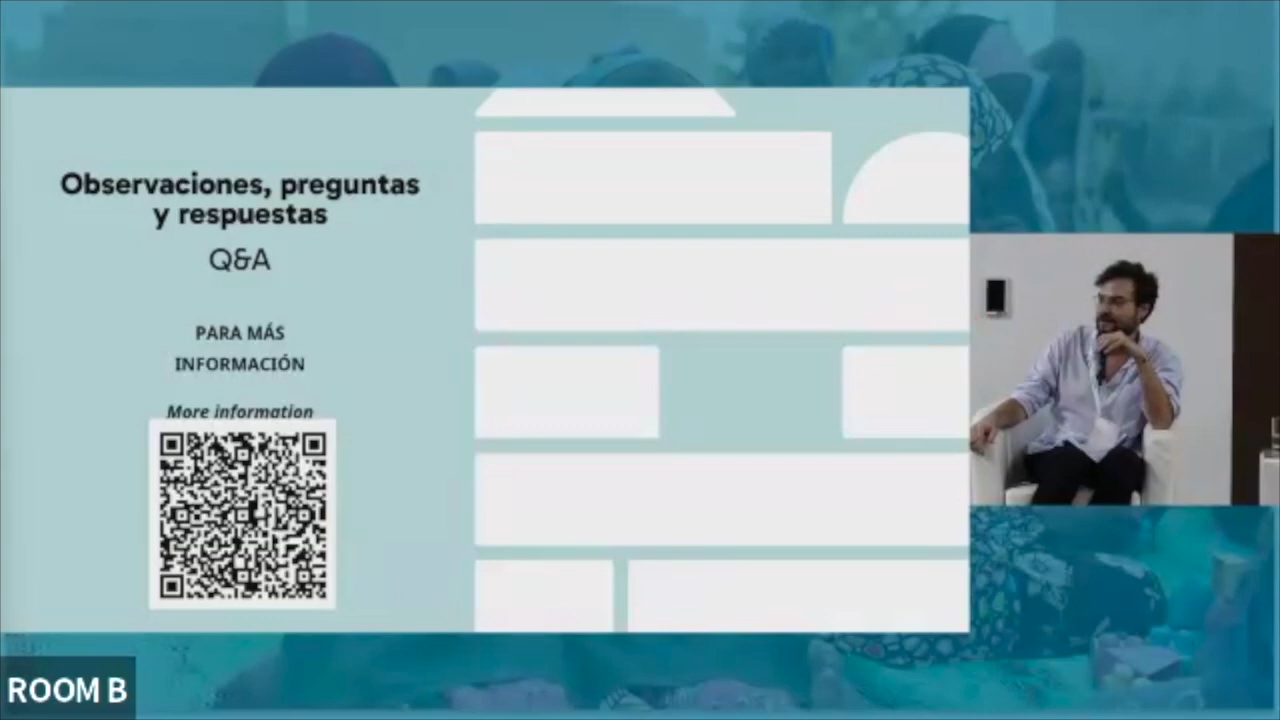 Observaciones, preguntas
y respuestas
Q&A
PARA MÁS
INFORMACIÓN
More information
ROOM B